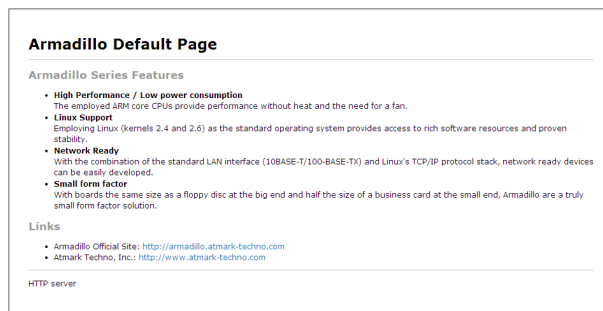 Armadillo Default Page
Armadillo Series Features
• High Performance / Low power consumption
The employed ARM core CPUs provide performance without heat and the need for a fan.
• Linux Support
Employing Linux (kernels 2.4 and 2.6) as the standard operating system provides access to rich software resources and proven
stability.
• Network Ready
With the combination of the standard LAN interface (10BASE-T/100-BASE-TX) and Linux's TCP/IP protocol stack, network ready devices
can be easily developed.
• Small form factor
With boards the same size as a floppy disc at the big end and half the size of a business card at the small end, Armadillo are a truly
small form factor solution.
Links
• Armadillo Official Site: http://armadillo.atmark-techno.com
• Atmark Techno, Inc.: http://www.atmark-techno.com
HTTP server